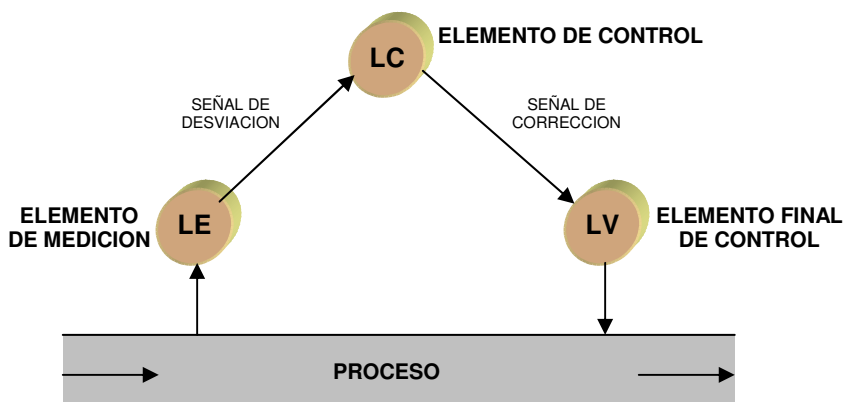 ELEMENTO DE CONTROL
LC
SEÑAL DE
DESVIACION
SEÑAL DE
CORRECCION
ELEMENTO
DE MEDICION
LE
LV
ELEMENTO FINAL
DE CONTROL
PROCESO